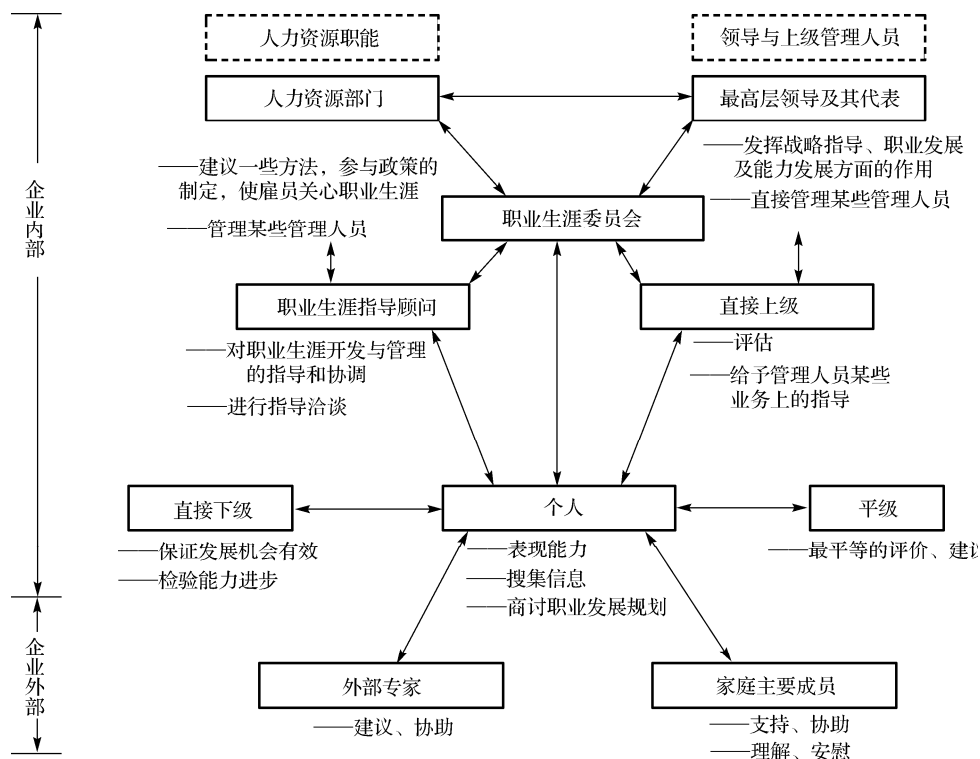 人力资源职能
领导与上级管理人员
人力资源部门
最高层领导及其代表
——建议一些方法，参与政策的
制定，使雇员关心职业生涯
——管理某些管理人员
——发挥战略指导、职业发展
及能力发展方面的作用
——直接管理某些管理人员
职业生涯委员会
企业内部
职业生涯指导顾问
直接上级
——对职业生涯开发与管理
的指导和协调
——进行指导洽谈
——评估
——给予管理人员某些
业务上的指导
直接下级
个人
平级
——保证发展机会有效
——检验能力进步
——表现能力
——搜集信息
——商讨职业发展规划
——最平等的评价、建议
企业外部
外部专家
家庭主要成员
——建议、协助
——支持、协助
——理解、安慰